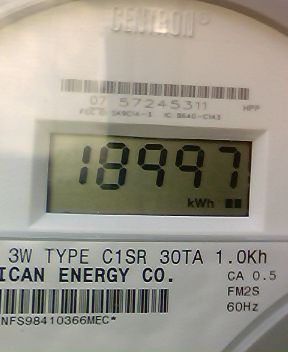 CENTRON®
07 57245311 HPP
18997
kWh
3W TYPE C1SR 30TA 1.0Kh
ICAN ENERGY CO. CA 0.5
FM2S
NFS98410366MEC* 60Hz